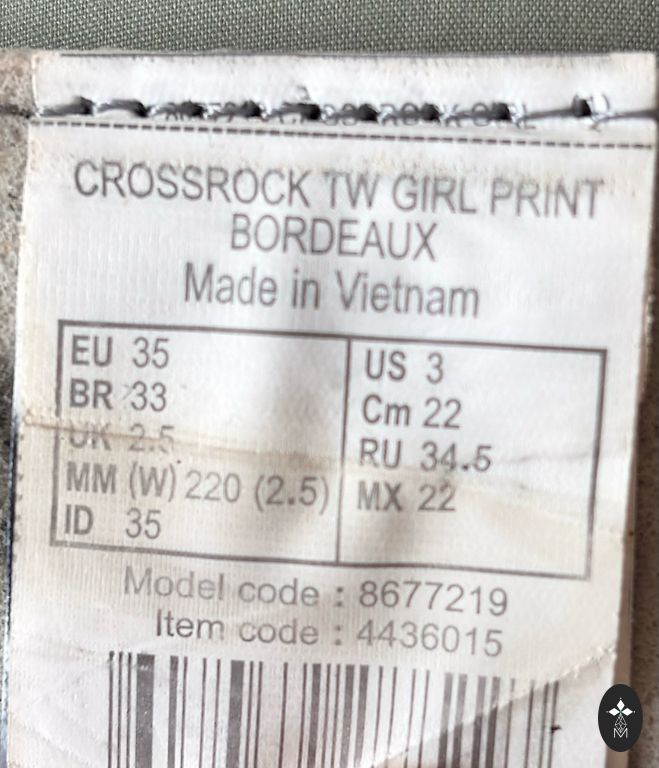 CROSSROCK TW GIRL PRINT
BORDEAUX
Made in Vietnam
EU 35
BR 33
UK 2.5
MM (W) 220 (2.5)
ID 35
US 3
Cm 22
RU 34.5
MX 22
Model code : 8677219
Item code : 4436015
M